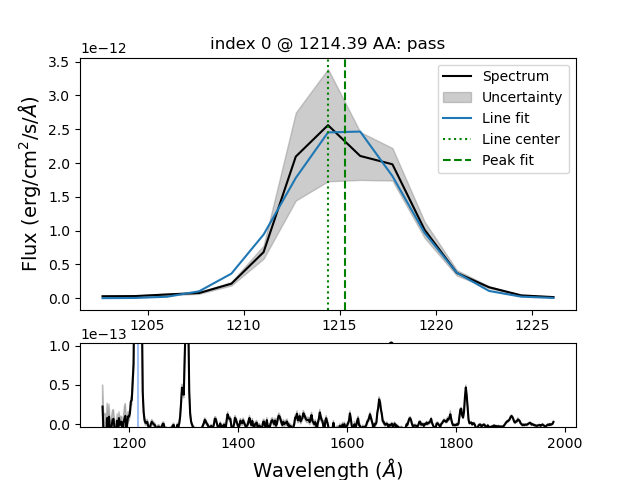 index 0 @ 1214.39 AA: pass
1e−12
3.5
3.0
2.5
2.0
1.5
1.0
0.5
0.0
Flux (erg/cm²/s/Å)
Spectrum
Uncertainty
Line fit
Line center
Peak fit
1205 1210 1215 1220 1225
1e−13
1.0
0.5
0.0
1200 1400 1600 1800 2000
Wavelength (Å)